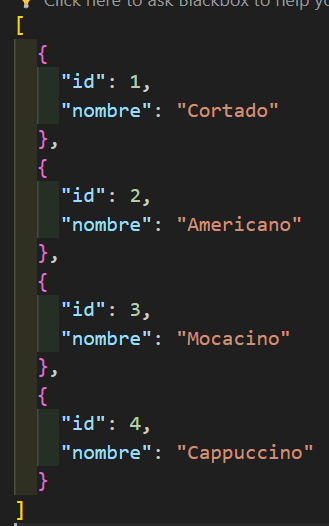 Click here to ask Blackbox to help you
[
  {
    "id": 1,
    "nombre": "Cortado"
  },
  {
    "id": 2,
    "nombre": "Americano"
  },
  {
    "id": 3,
    "nombre": "Mocacino"
  },
  {
    "id": 4,
    "nombre": "Cappuccino"
  }
]